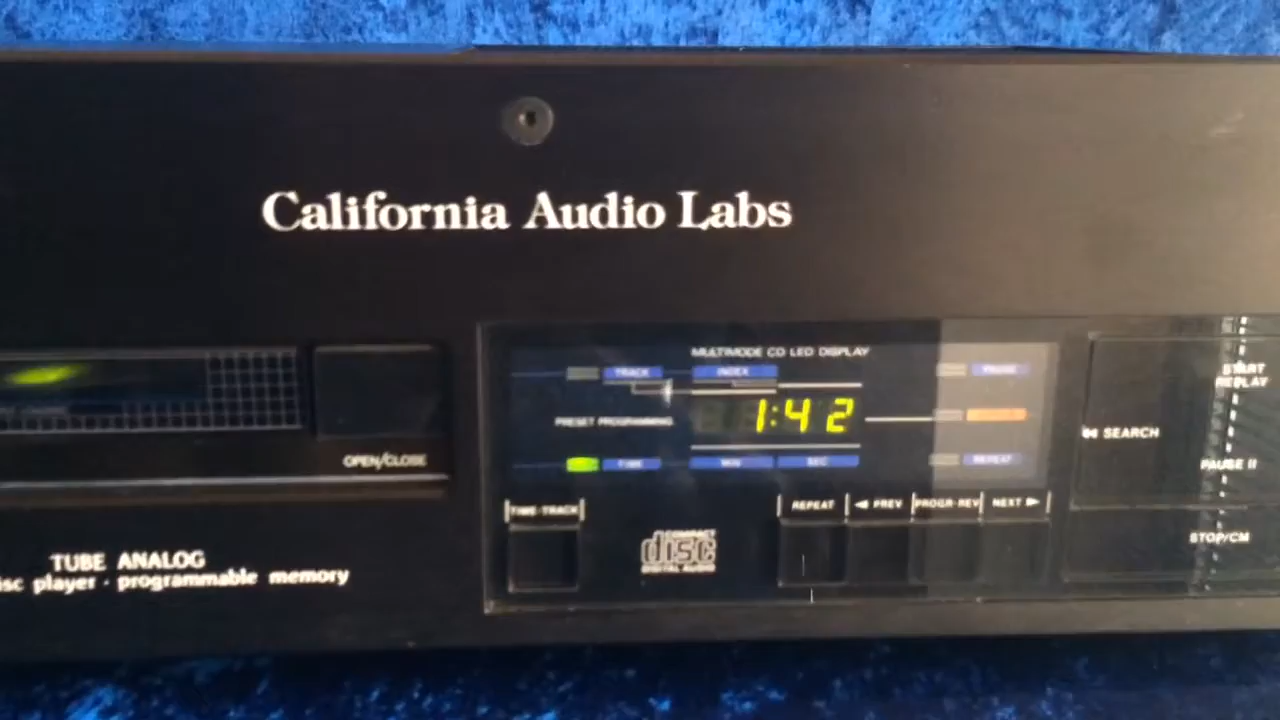 California Audio Labs
OPEN/CLOSE
TUBE ANALOG
disc player · programmable memory
MULTIMODE CD LED DISPLAY
TRACK INDEX PAUSE
PRESET PROGRAMMING 1:42
TIME MIN SEC REPEAT
TIME-TRACK REPEAT ◀ PREV PROGR-REV NEXT ▶
COMPACT
disc
DIGITAL AUDIO
START
REPLAY
◀◀ SEARCH
PAUSE II
STOP/CM